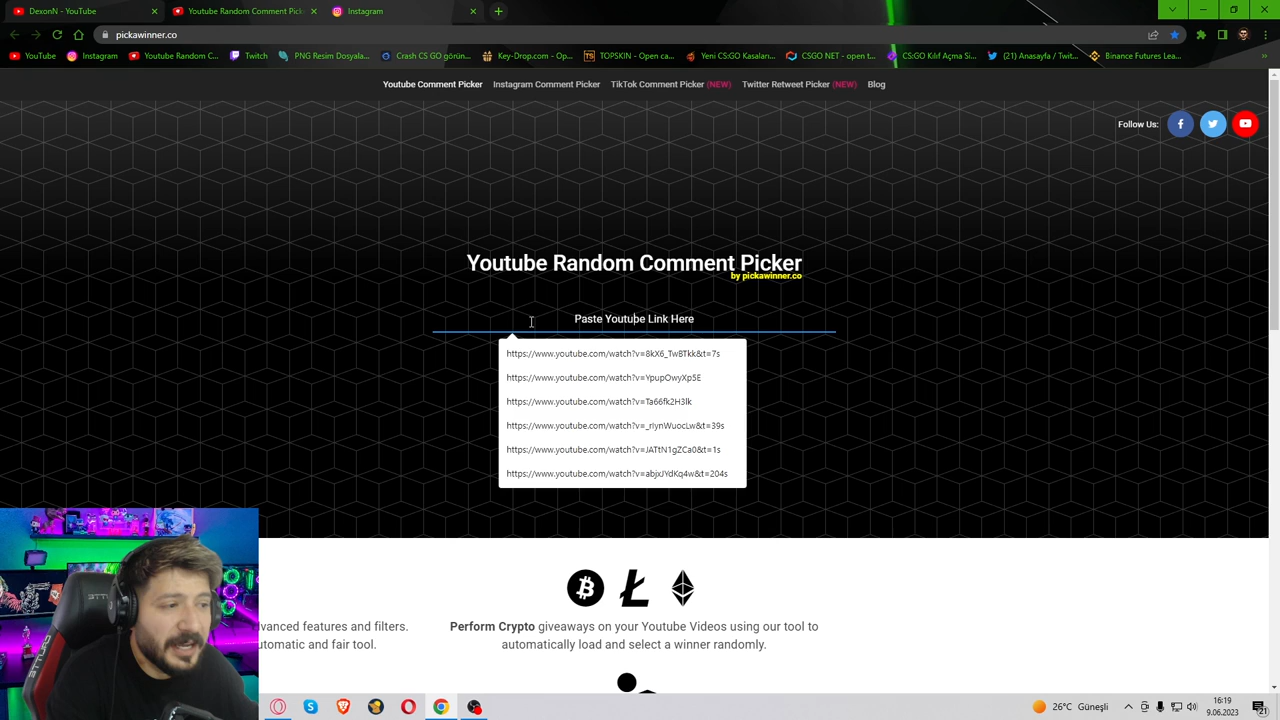 DexonN - YouTube
Youtube Random Comment Pick
Instagram
pickawinner.co
YouTube
Instagram
Youtube Random C...
Twitch
PNG Resim Dosyala...
Crash CS GO görün...
Key-Drop.com - Op...
TOPSKIN - Open ca...
Yeni CS:GO Kasaları...
CSGO NET - open t...
CS:GO Kılıf Açma Si...
(21) Anasayfa / Twit...
Binance Futures Lea...
Youtube Comment Picker
Instagram Comment Picker
TikTok Comment Picker (NEW)
Twitter Retweet Picker (NEW)
Blog
Follow Us:
Youtube Random Comment Picker
by pickawinner.co
Paste Youtube Link Here
https://www.youtube.com/watch?v=8kX6_TwBTkk&t=7s
https://www.youtube.com/watch?v=YpupOwyXp5E
https://www.youtube.com/watch?v=Ta66fk2H3lk
https://www.youtube.com/watch?v=_rIynWuocLw&t=39s
https://www.youtube.com/watch?v=JATtN1gZCa0&t=1s
https://www.youtube.com/watch?v=abjxJYdKq4w&t=204s
vanced features and filters.
utomatic and fair tool.
Perform Crypto giveaways on your Youtube Videos using our tool to
automatically load and select a winner randomly.
26°C Güneşli
16:19
9.06.2023
21